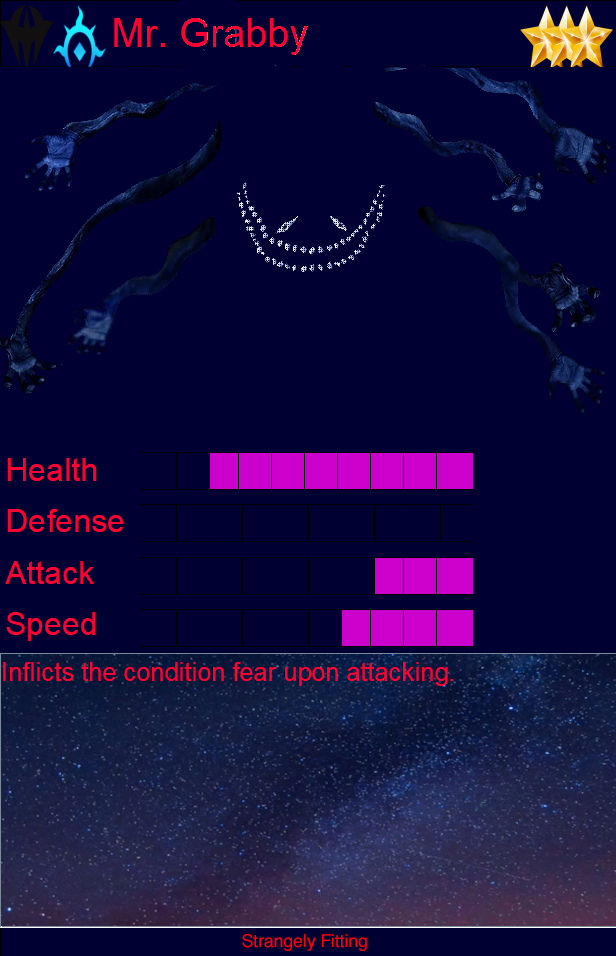 Mr. Grabby
Health
Defense
Attack
Speed
Inflicts the condition fear upon attacking.
Strangely Fitting